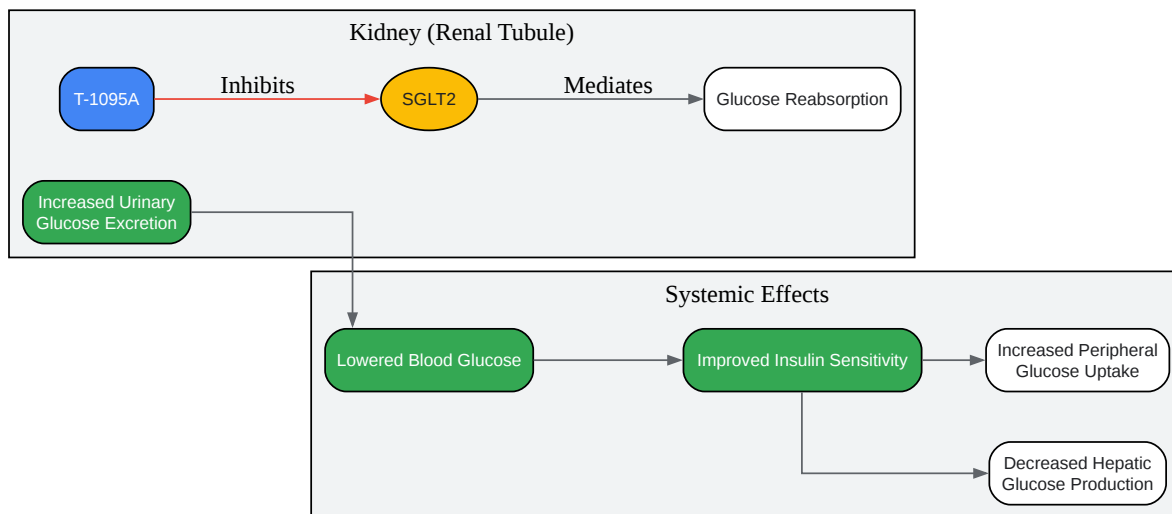 Kidney (Renal Tubule)
Inhibits
Mediates
T-1095A
SGLT2
Glucose Reabsorption
Increased Urinary
Glucose Excretion
Systemic Effects
Lowered Blood Glucose
Improved Insulin Sensitivity
Increased Peripheral
Glucose Uptake
Decreased Hepatic
Glucose Production